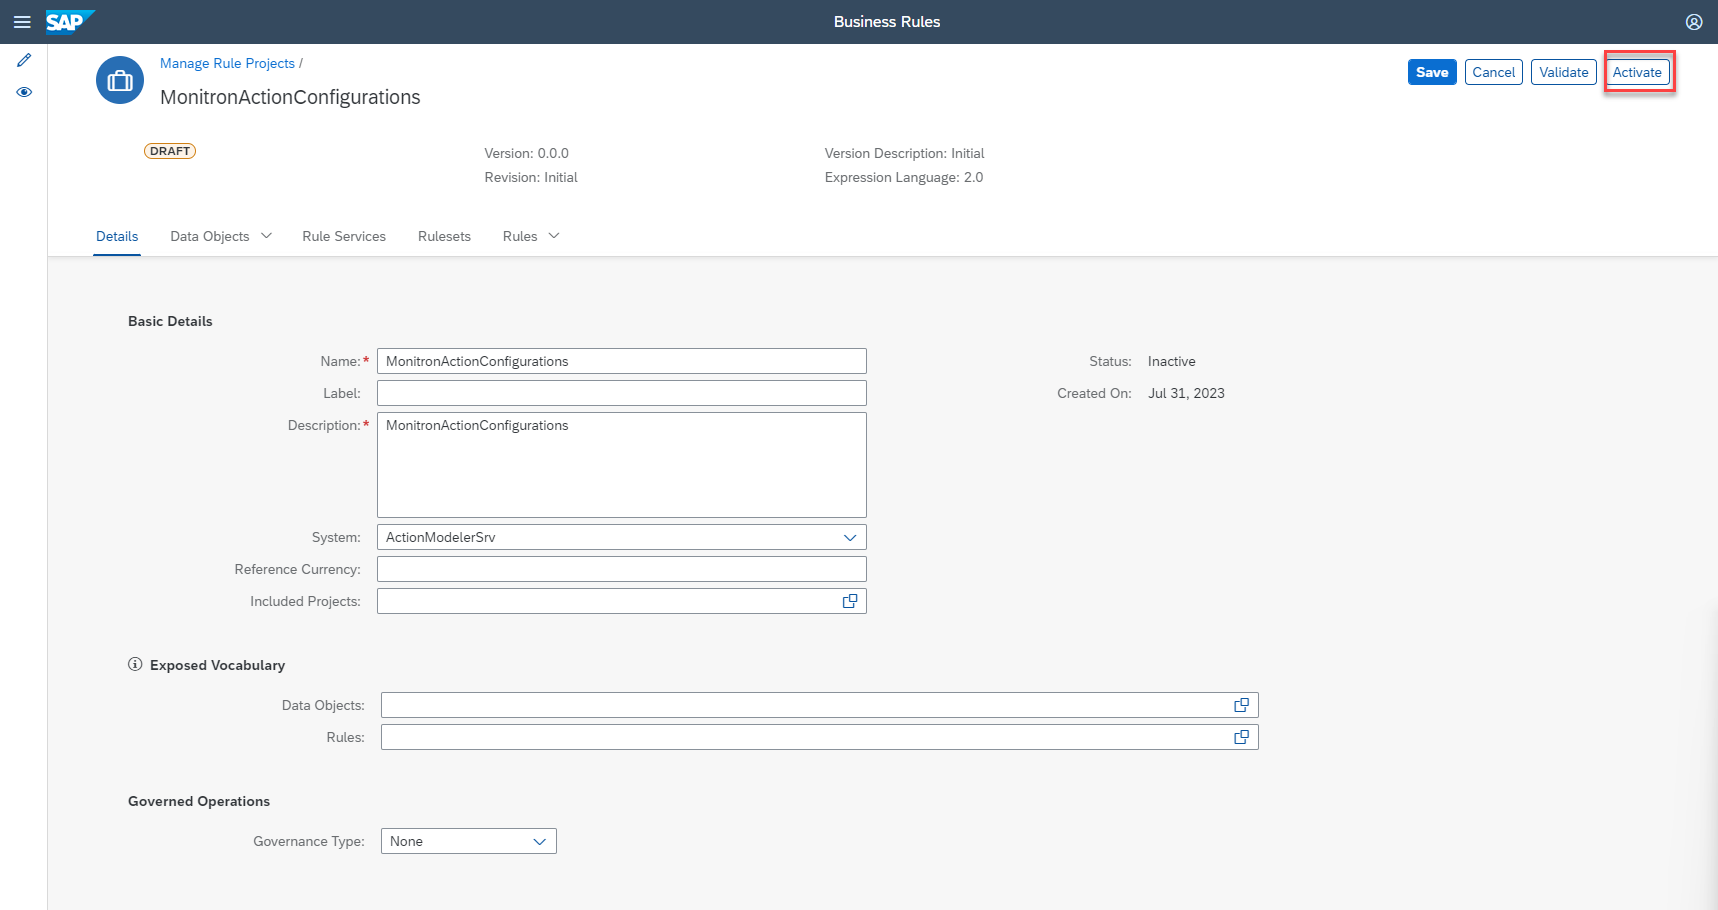 SAP
Business Rules
Manage Rule Projects /
MonitronActionConfigurations
Save Cancel Validate Activate
DRAFT
Version: 0.0.0
Revision: Initial
Version Description: Initial
Expression Language: 2.0
Details Data Objects Rule Services Rulesets Rules
Basic Details
Name:* MonitronActionConfigurations
Status: Inactive
Label:
Created On: Jul 31, 2023
Description:* MonitronActionConfigurations
System: ActionModelerSrv
Reference Currency:
Included Projects:
Exposed Vocabulary
Data Objects:
Rules:
Governed Operations
Governance Type: None